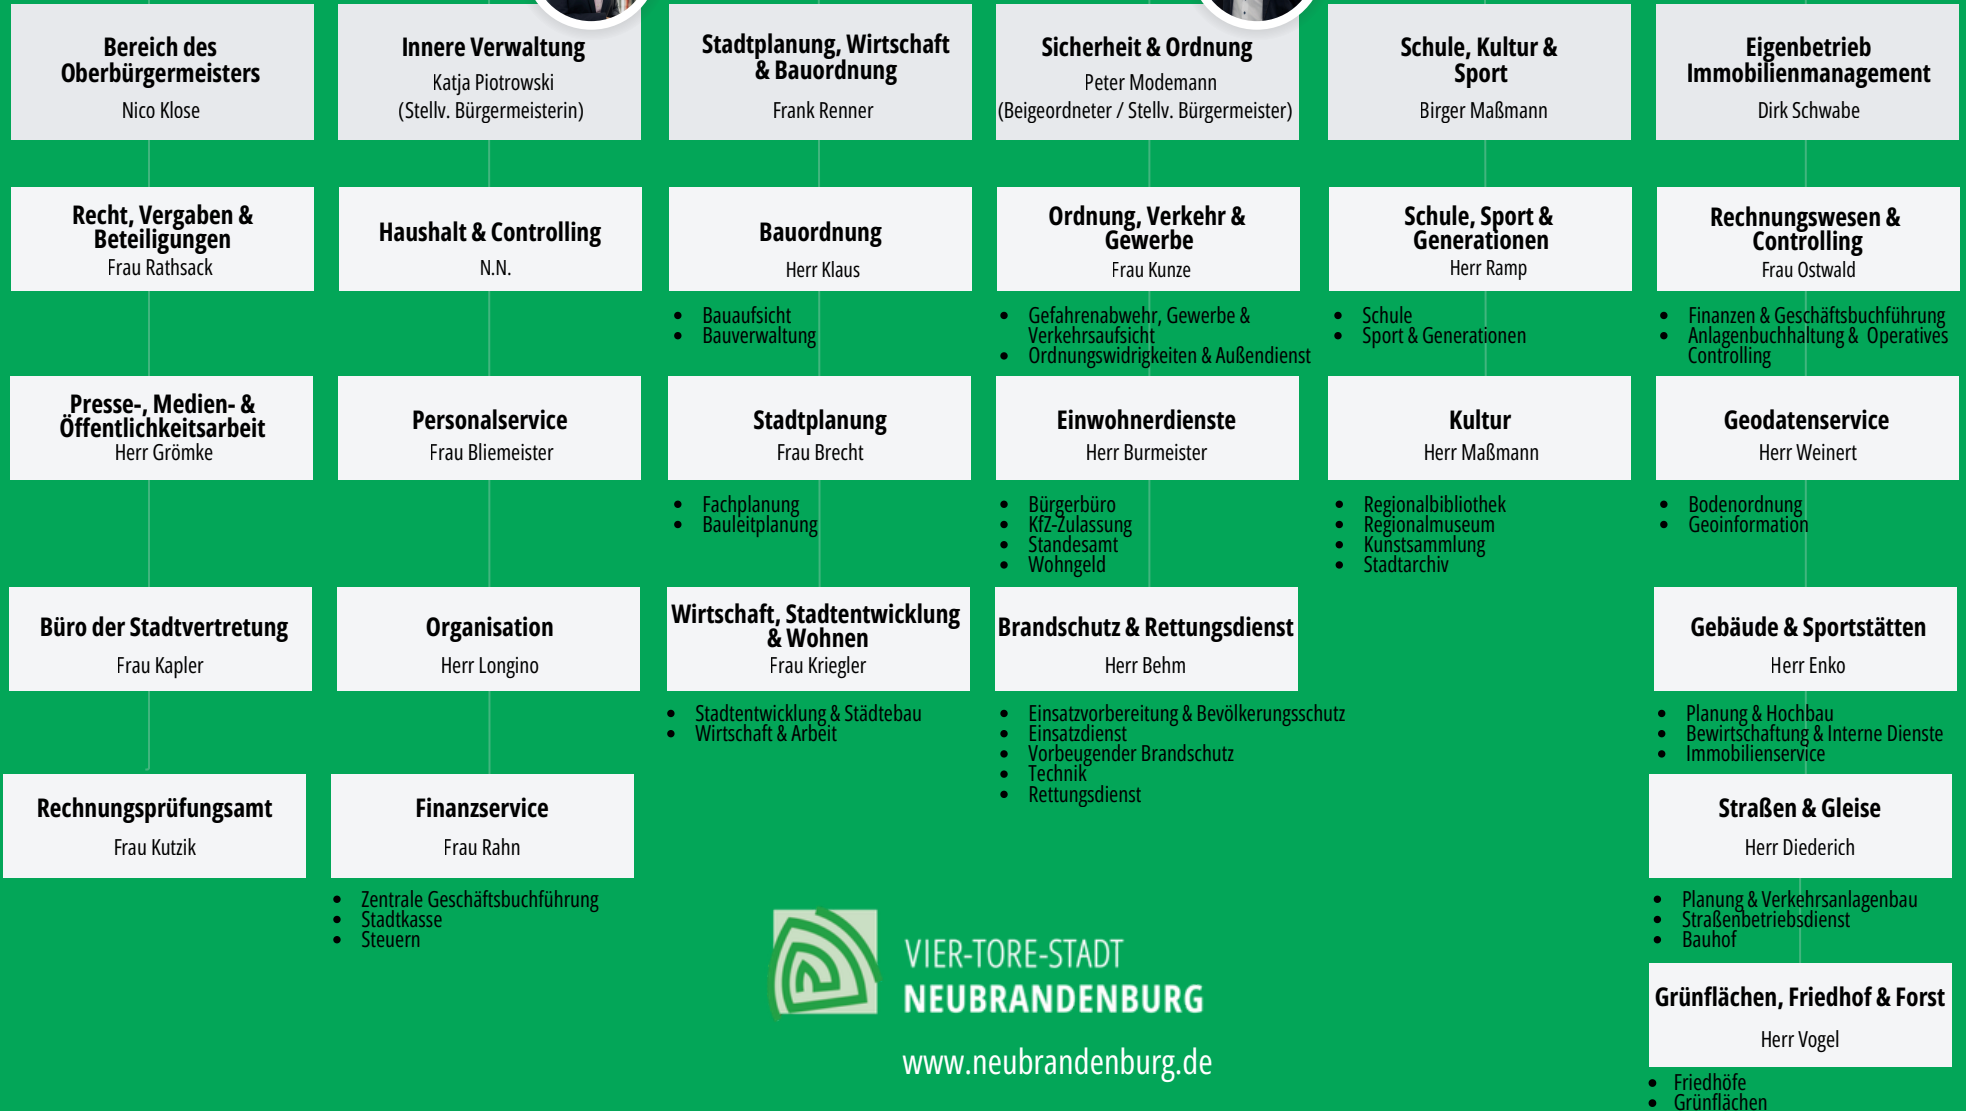 Bereich des
Oberbürgermeisters
Nico Klose
Innere Verwaltung
Katja Piotrowski
(Stellv. Bürgermeisterin)
Stadtplanung, Wirtschaft
& Bauordnung
Frank Renner
Sicherheit & Ordnung
Peter Modemann
(Beigeordneter / Stellv. Bürgermeister)
Schule, Kultur &
Sport
Birger Maßmann
Eigenbetrieb
Immobilienmanagement
Dirk Schwabe
Recht, Vergaben &
Beteiligungen
Frau Rathsack
Haushalt & Controlling
N.N.
Bauordnung
Herr Klaus
• Bauaufsicht
• Bauverwaltung
Ordnung, Verkehr &
Gewerbe
Frau Kunze
• Gefahrenabwehr, Gewerbe &
Verkehrsaufsicht
• Ordnungswidrigkeiten & Außendienst
Schule, Sport &
Generationen
Herr Ramp
• Schule
• Sport & Generationen
Rechnungswesen &
Controlling
Frau Ostwald
• Finanzen & Geschäftsbuchführung
• Anlagenbuchhaltung & Operatives
Controlling
Presse-, Medien- &
Öffentlichkeitsarbeit
Herr Grömke
Personalservice
Frau Bliemeister
Stadtplanung
Frau Brecht
• Fachplanung
• Bauleitplanung
Einwohnerdienste
Herr Burmeister
• Bürgerbüro
• KfZ-Zulassung
• Standesamt
• Wohngeld
Kultur
Herr Maßmann
• Regionalbibliothek
• Regionalmuseum
• Kunstsammlung
• Stadtarchiv
Geodatenservice
Herr Weinert
• Bodenordnung
• Geoinformation
Büro der Stadtvertretung
Frau Kapler
Organisation
Herr Longino
Wirtschaft, Stadtentwicklung
& Wohnen
Frau Kriegler
• Stadtentwicklung & Städtebau
• Wirtschaft & Arbeit
Brandschutz & Rettungsdienst
Herr Behm
• Einsatzvorbereitung & Bevölkerungsschutz
• Einsatzdienst
• Vorbeugender Brandschutz
• Technik
• Rettungsdienst
Gebäude & Sportstätten
Herr Enko
• Planung & Hochbau
• Bewirtschaftung & Interne Dienste
• Immobilienservice
Rechnungsprüfungsamt
Frau Kutzik
Finanzservice
Frau Rahn
• Zentrale Geschäftsbuchführung
• Stadtkasse
• Steuern
Straßen & Gleise
Herr Diederich
• Planung & Verkehrsanlagenbau
• Straßenbetriebsdienst
• Bauhof
Grünflächen, Friedhof & Forst
Herr Vogel
• Friedhöfe
• Grünflächen
VIER-TORE-STADT
NEUBRANDENBURG
www.neubrandenburg.de